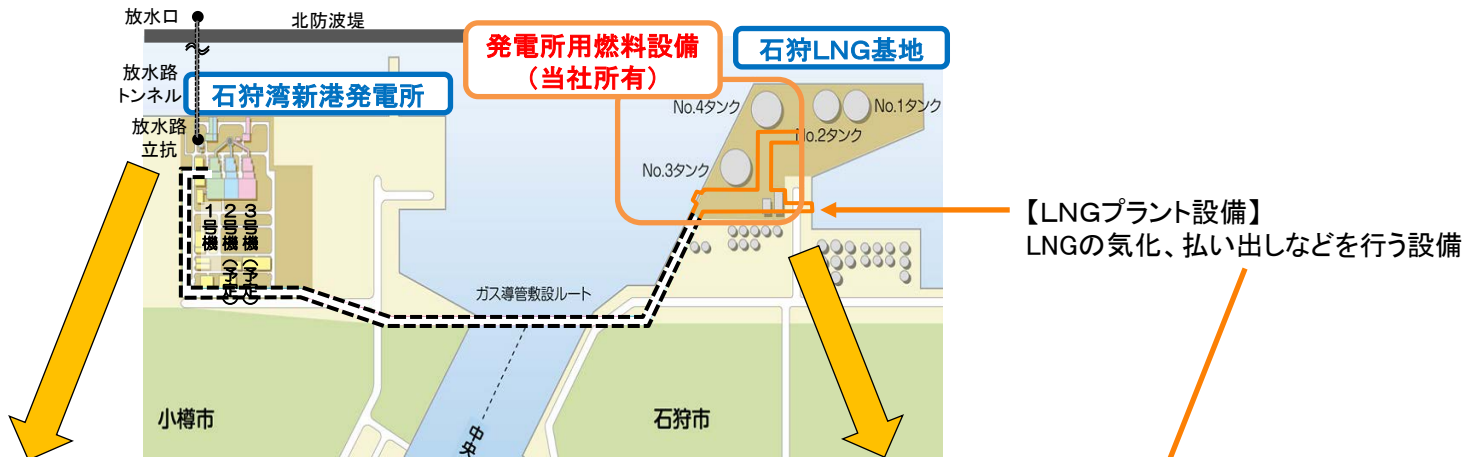 放水口
北防波堤
発電所用燃料設備
（当社所有）
石狩LNG基地
放水路
トンネル
石狩湾新港発電所
No.4タンク
No.1タンク
放水路
立抗
No.2タンク
No.3タンク
1号機
2号機（予定）
3号機（予定）
【LNGプラント設備】
LNGの気化、払い出しなどを行う設備
ガス導管敷設ルート
小樽市
石狩市
中央